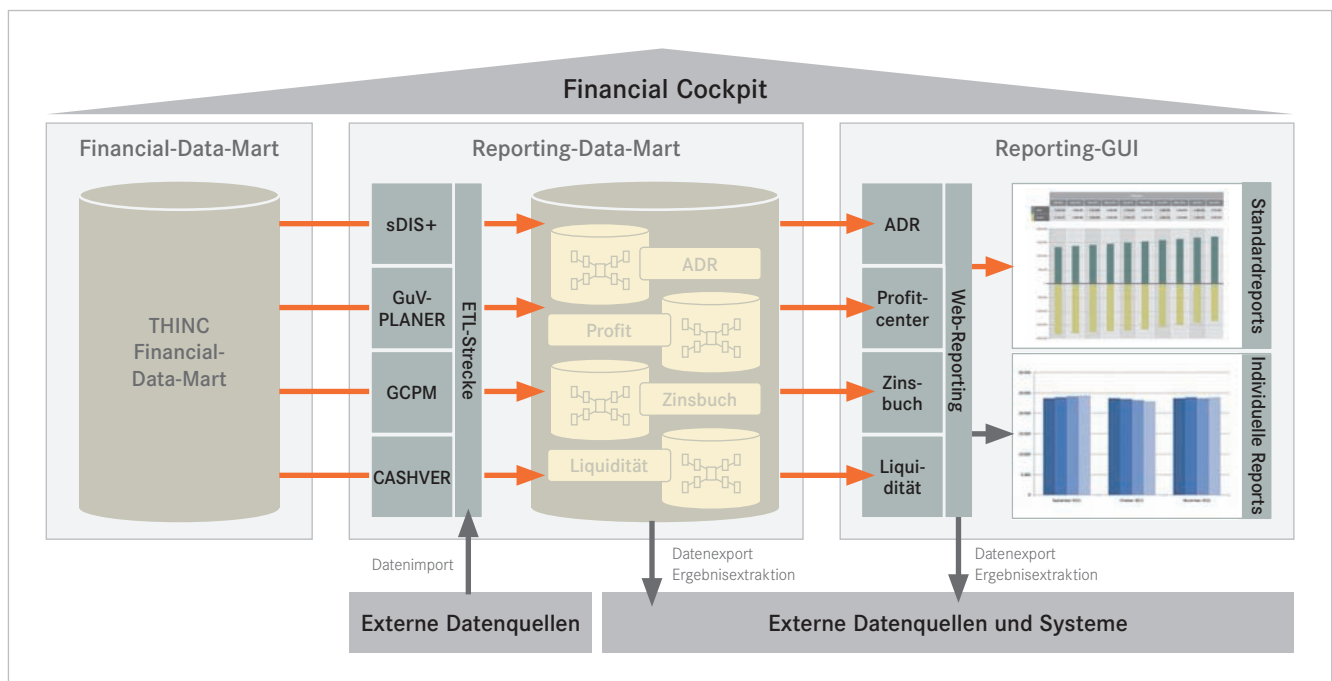 Financial Cockpit
Financial-Data-Mart
THINC
Financial-
Data-Mart
Reporting-Data-Mart
sDIS+
GuV-
PLANER
GCPM
CASHVER
ETL-Strecke
ADR
Profit
Zinsbuch
Liquidität
Reporting-GUI
ADR
Profit-
center
Zins-
buch
Liqui-
dität
Web-Reporting
Standardreports
Individuelle Reports
Datenimport
Datenexport
Ergebnisextraktion
Datenexport
Ergebnisextraktion
Externe Datenquellen
Externe Datenquellen und Systeme